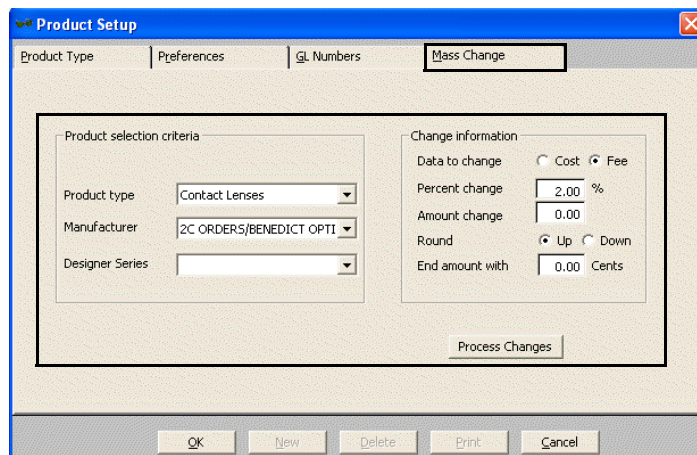 Product Setup
Product Type Preferences GL Numbers Mass Change
Product selection criteria
Product type Contact Lenses
Manufacturer 2C ORDERS/BENEDICT OPTI
Designer Series
Change information
Data to change Cost Fee
Percent change 2.00 %
Amount change 0.00
Round Up Down
End amount with 0.00 Cents
Process Changes
OK New Delete Print Cancel